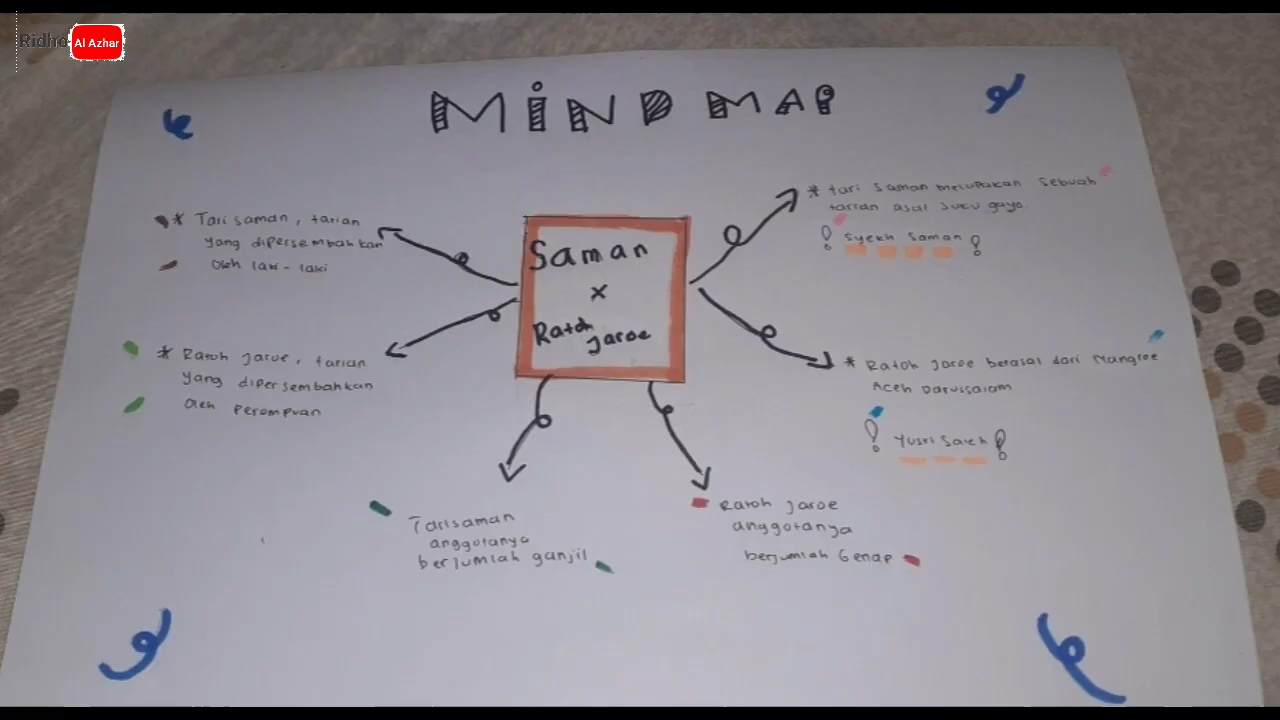 Ridho
Al Azhar
MiND MAP
Saman
x
Ratoh
Jaroe
* Tari saman, tarian
yang dipersembahkan
oleh laki - laki
* Ratoh Jaroe, tarian
yang dipersembahkan
oleh perempuan
* tari saman merupakan sebuah
tarian asal suku gayo
! Syekh Saman !
* Ratoh Jaroe berasal dari Nangroe
Aceh Darussalam
! Yusri Saleh !
Tari saman
anggotanya
berjumlah ganjil
Ratoh Jaroe
anggotanya
berjumlah Genap